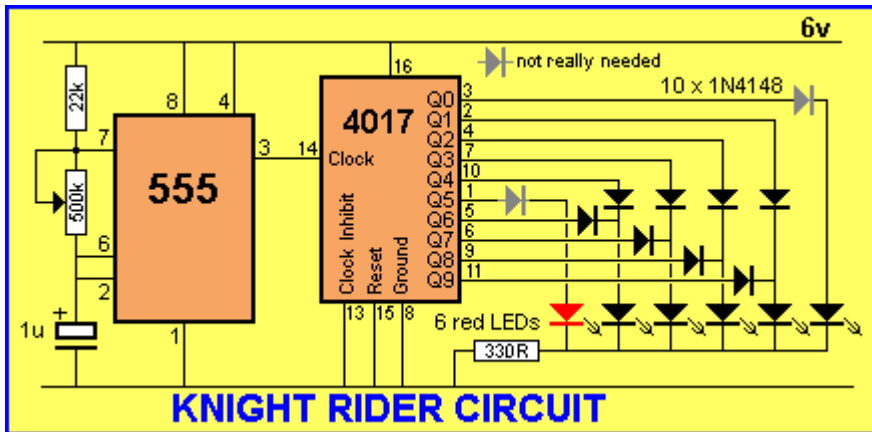 6v
not really needed
16
22k
8
4
4017
Q0
3
10 x 1N4148
Q1
2
Q2
4
7
3
14
Clock
Q3
7
Q4
10
555
Q5
1
500k
Q6
5
Q7
6
6
Q8
9
2
Q9
11
Clock Inhibit
Reset
Ground
+
1u
1
13
15
8
6 red LEDs
330R
KNIGHT RIDER CIRCUIT